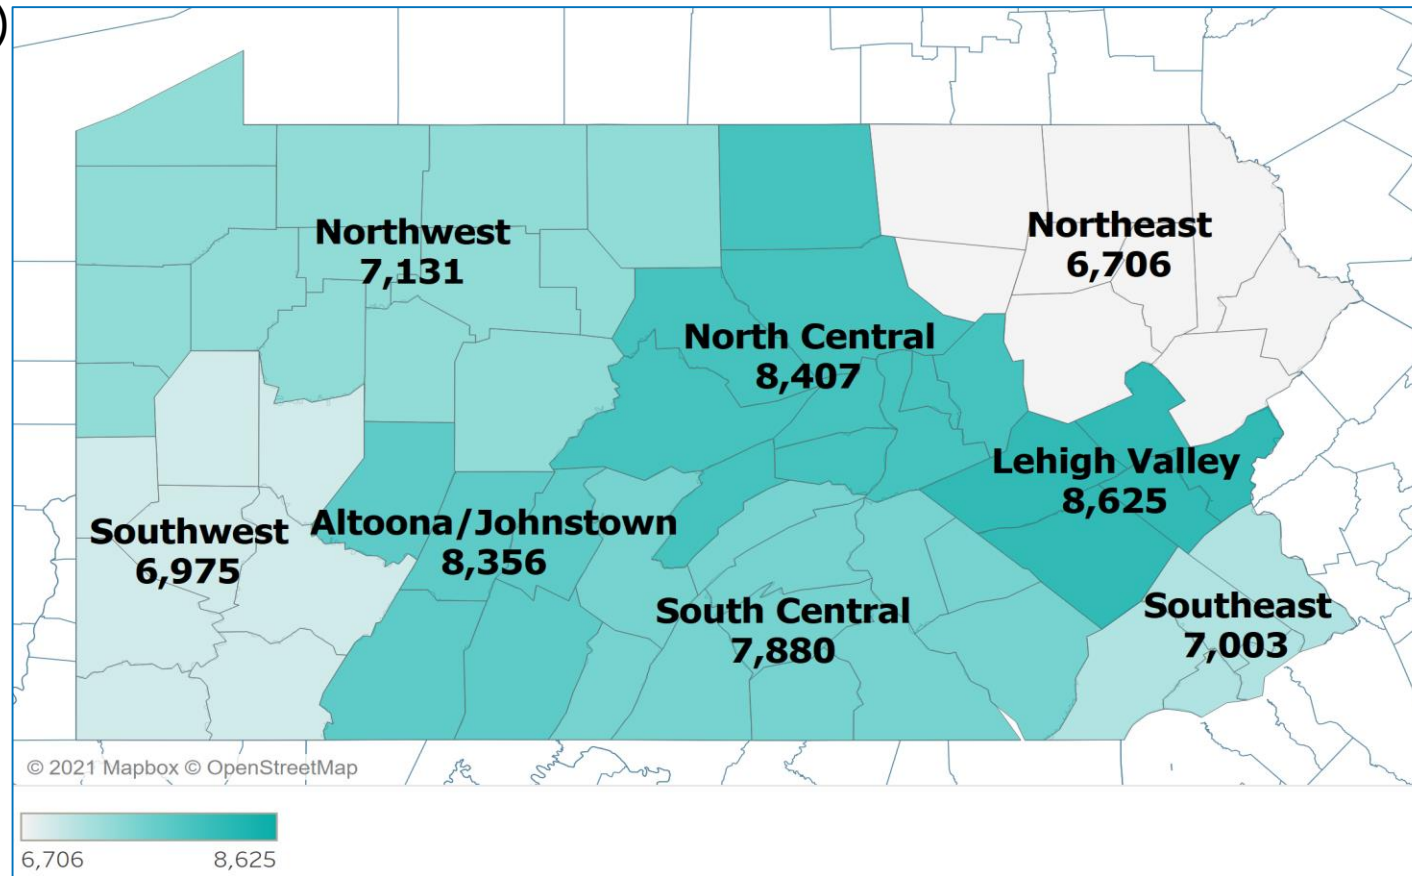 )
Northwest
7,131
Northeast
6,706
North Central
8,407
Lehigh Valley
8,625
Southwest
6,975
Altoona/Johnstown
8,356
South Central
7,880
Southeast
7,003
© 2021 Mapbox © OpenStreetMap
6,706 8,625